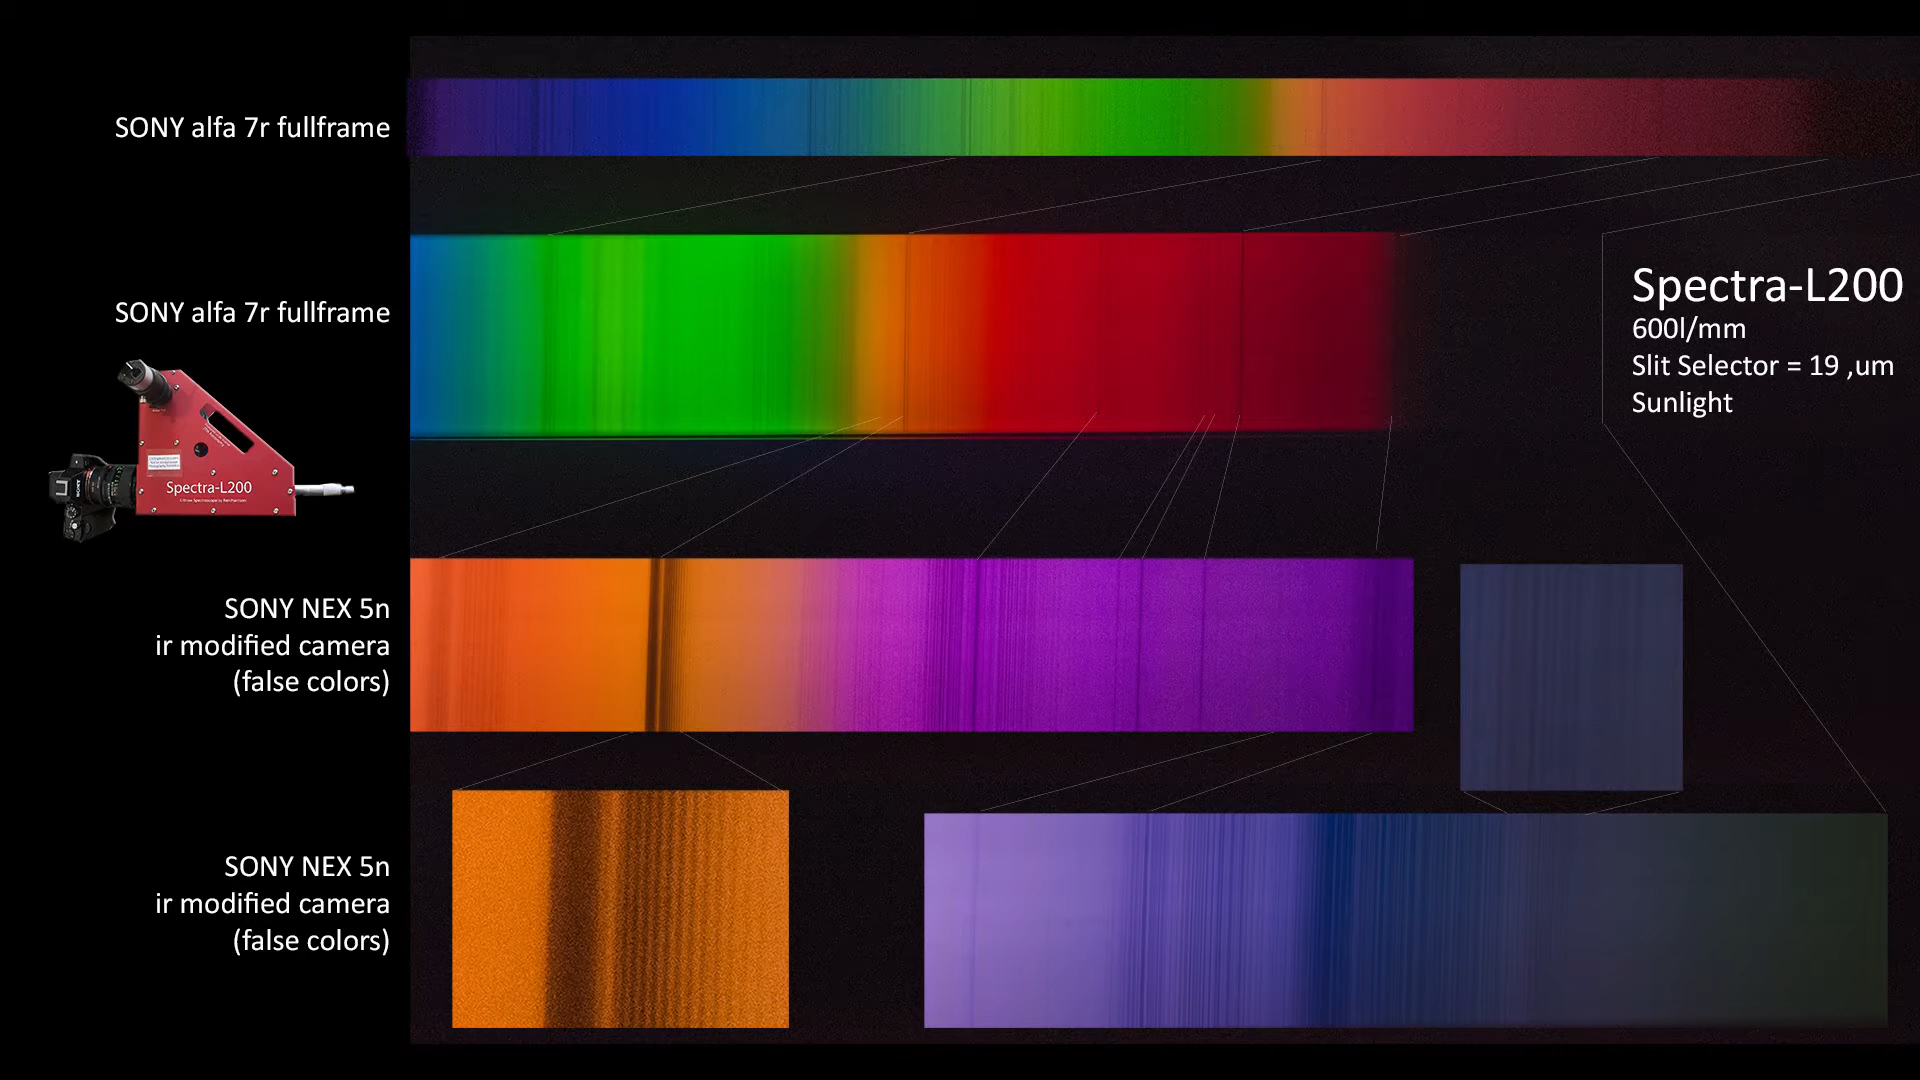 SONY alfa 7r fullframe
SONY alfa 7r fullframe
Spectra-L200
600l/mm
Slit Selector = 19 ,um
Sunlight
Spectra-L200
SONY NEX 5n
ir modified camera
(false colors)
SONY NEX 5n
ir modified camera
(false colors)